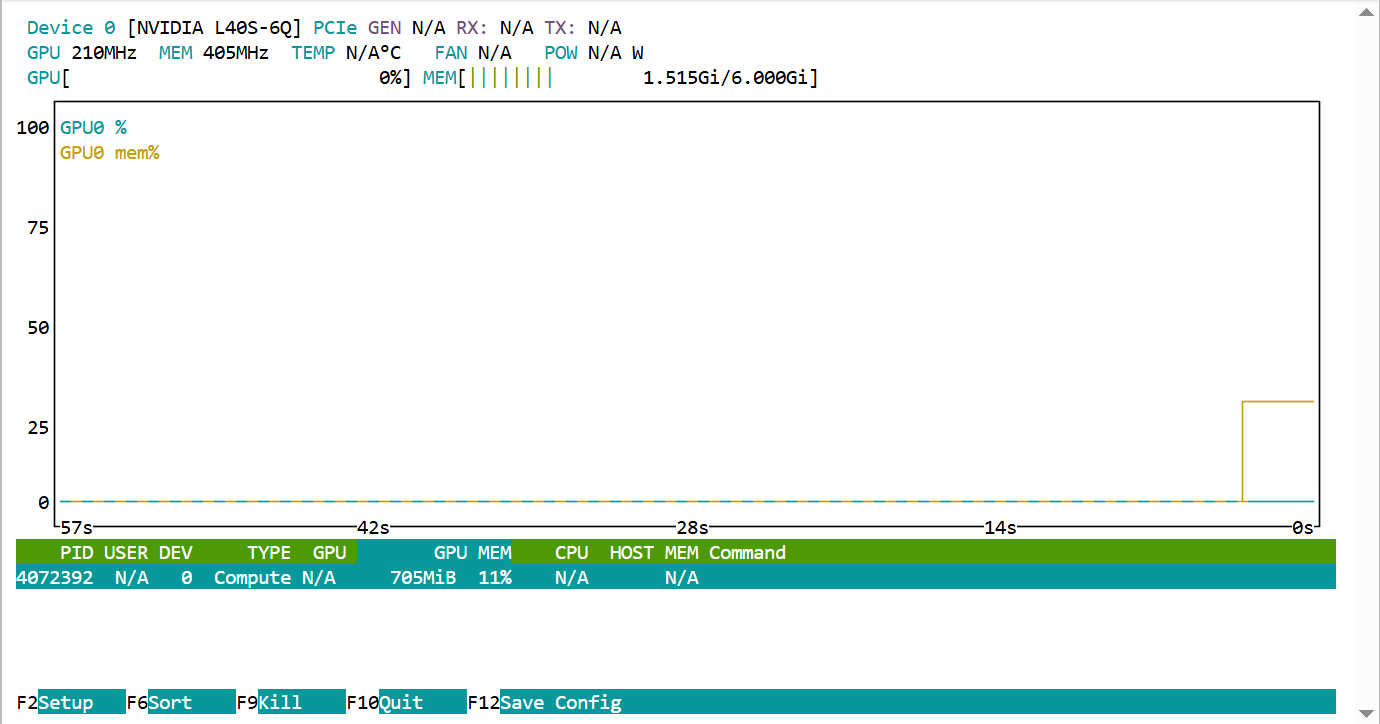 Device 0 [NVIDIA L40S-6Q] PCIe GEN N/A RX: N/A TX: N/A
GPU 210MHz MEM 405MHz TEMP N/A°C FAN N/A POW N/A W
GPU[ 0%] MEM[|||||||| 1.515Gi/6.000Gi]
100 GPU0 %
GPU0 mem%
75
50
25
0
57s 42s 28s 14s 0s
PID USER DEV TYPE GPU GPU MEM CPU HOST MEM Command
4072392 N/A 0 Compute N/A 705MiB 11% N/A N/A
F2Setup F6Sort F9Kill F10Quit F12Save Config